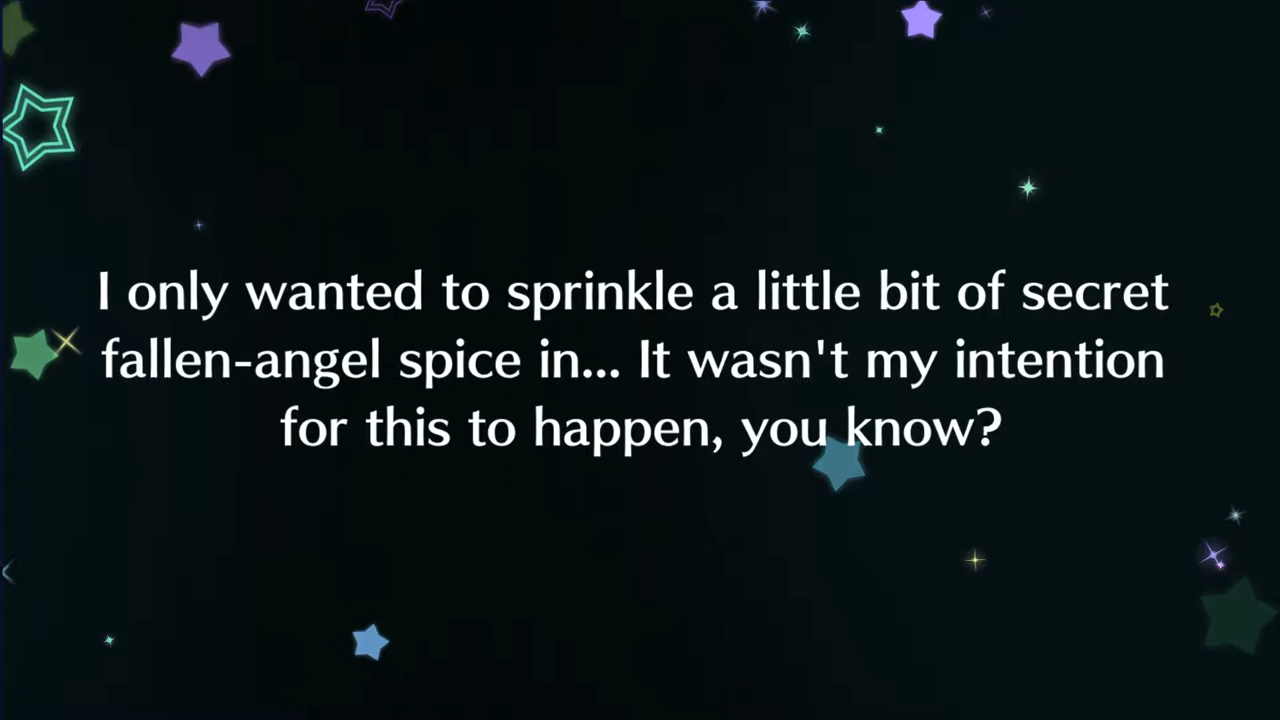 I only wanted to sprinkle a little bit of secret
fallen-angel spice in... It wasn't my intention
for this to happen, you know?